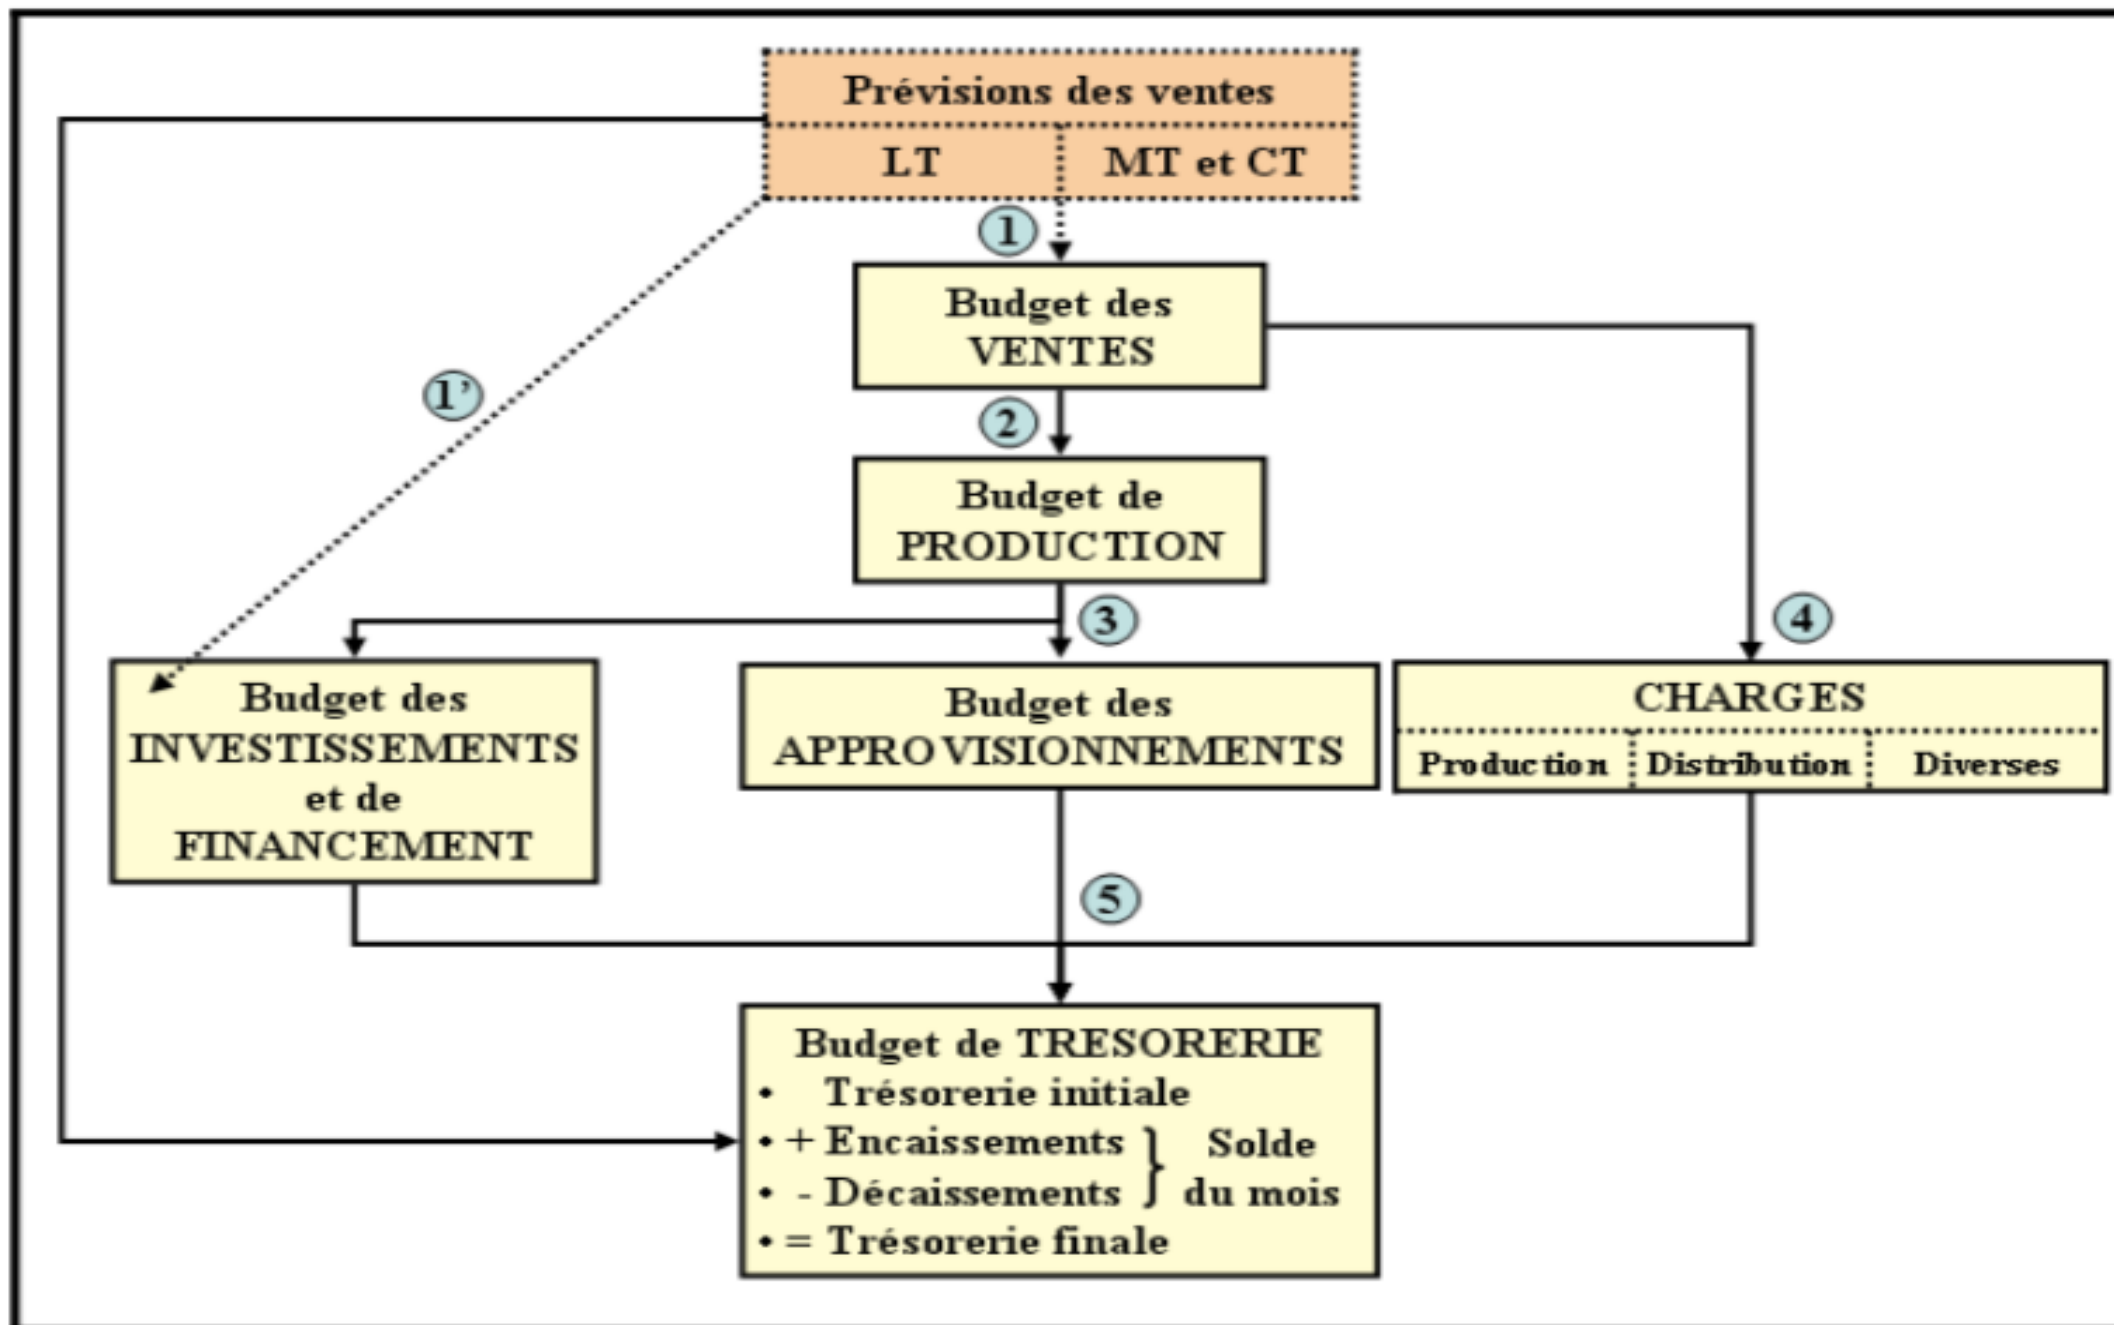 Prévisions des ventes
LT
MT et CT
1
Budget des
VENTES
1’
2
Budget de
PRODUCTION
3
4
Budget des
INVESTISSEMENTS
et de
FINANCEMENT
Budget des
APPROVISIONNEMENTS
CHARGES
Production
Distribution
Diverses
5
Budget de TRESORERIE
• Trésorerie initiale
• + Encaissements
• - Décaissements
} Solde
du mois
• = Trésorerie finale